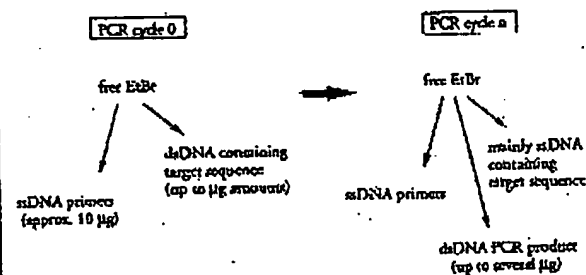 PCR cycle 0
free EtBr
dsDNA containing
target sequence
(up to µg amounts)
ssDNA primers
(approx. 10 µg)
PCR cycle n
free EtBr
mainly ssDNA
containing
target sequence
ssDNA primers
dsDNA PCR product
(up to several µg)